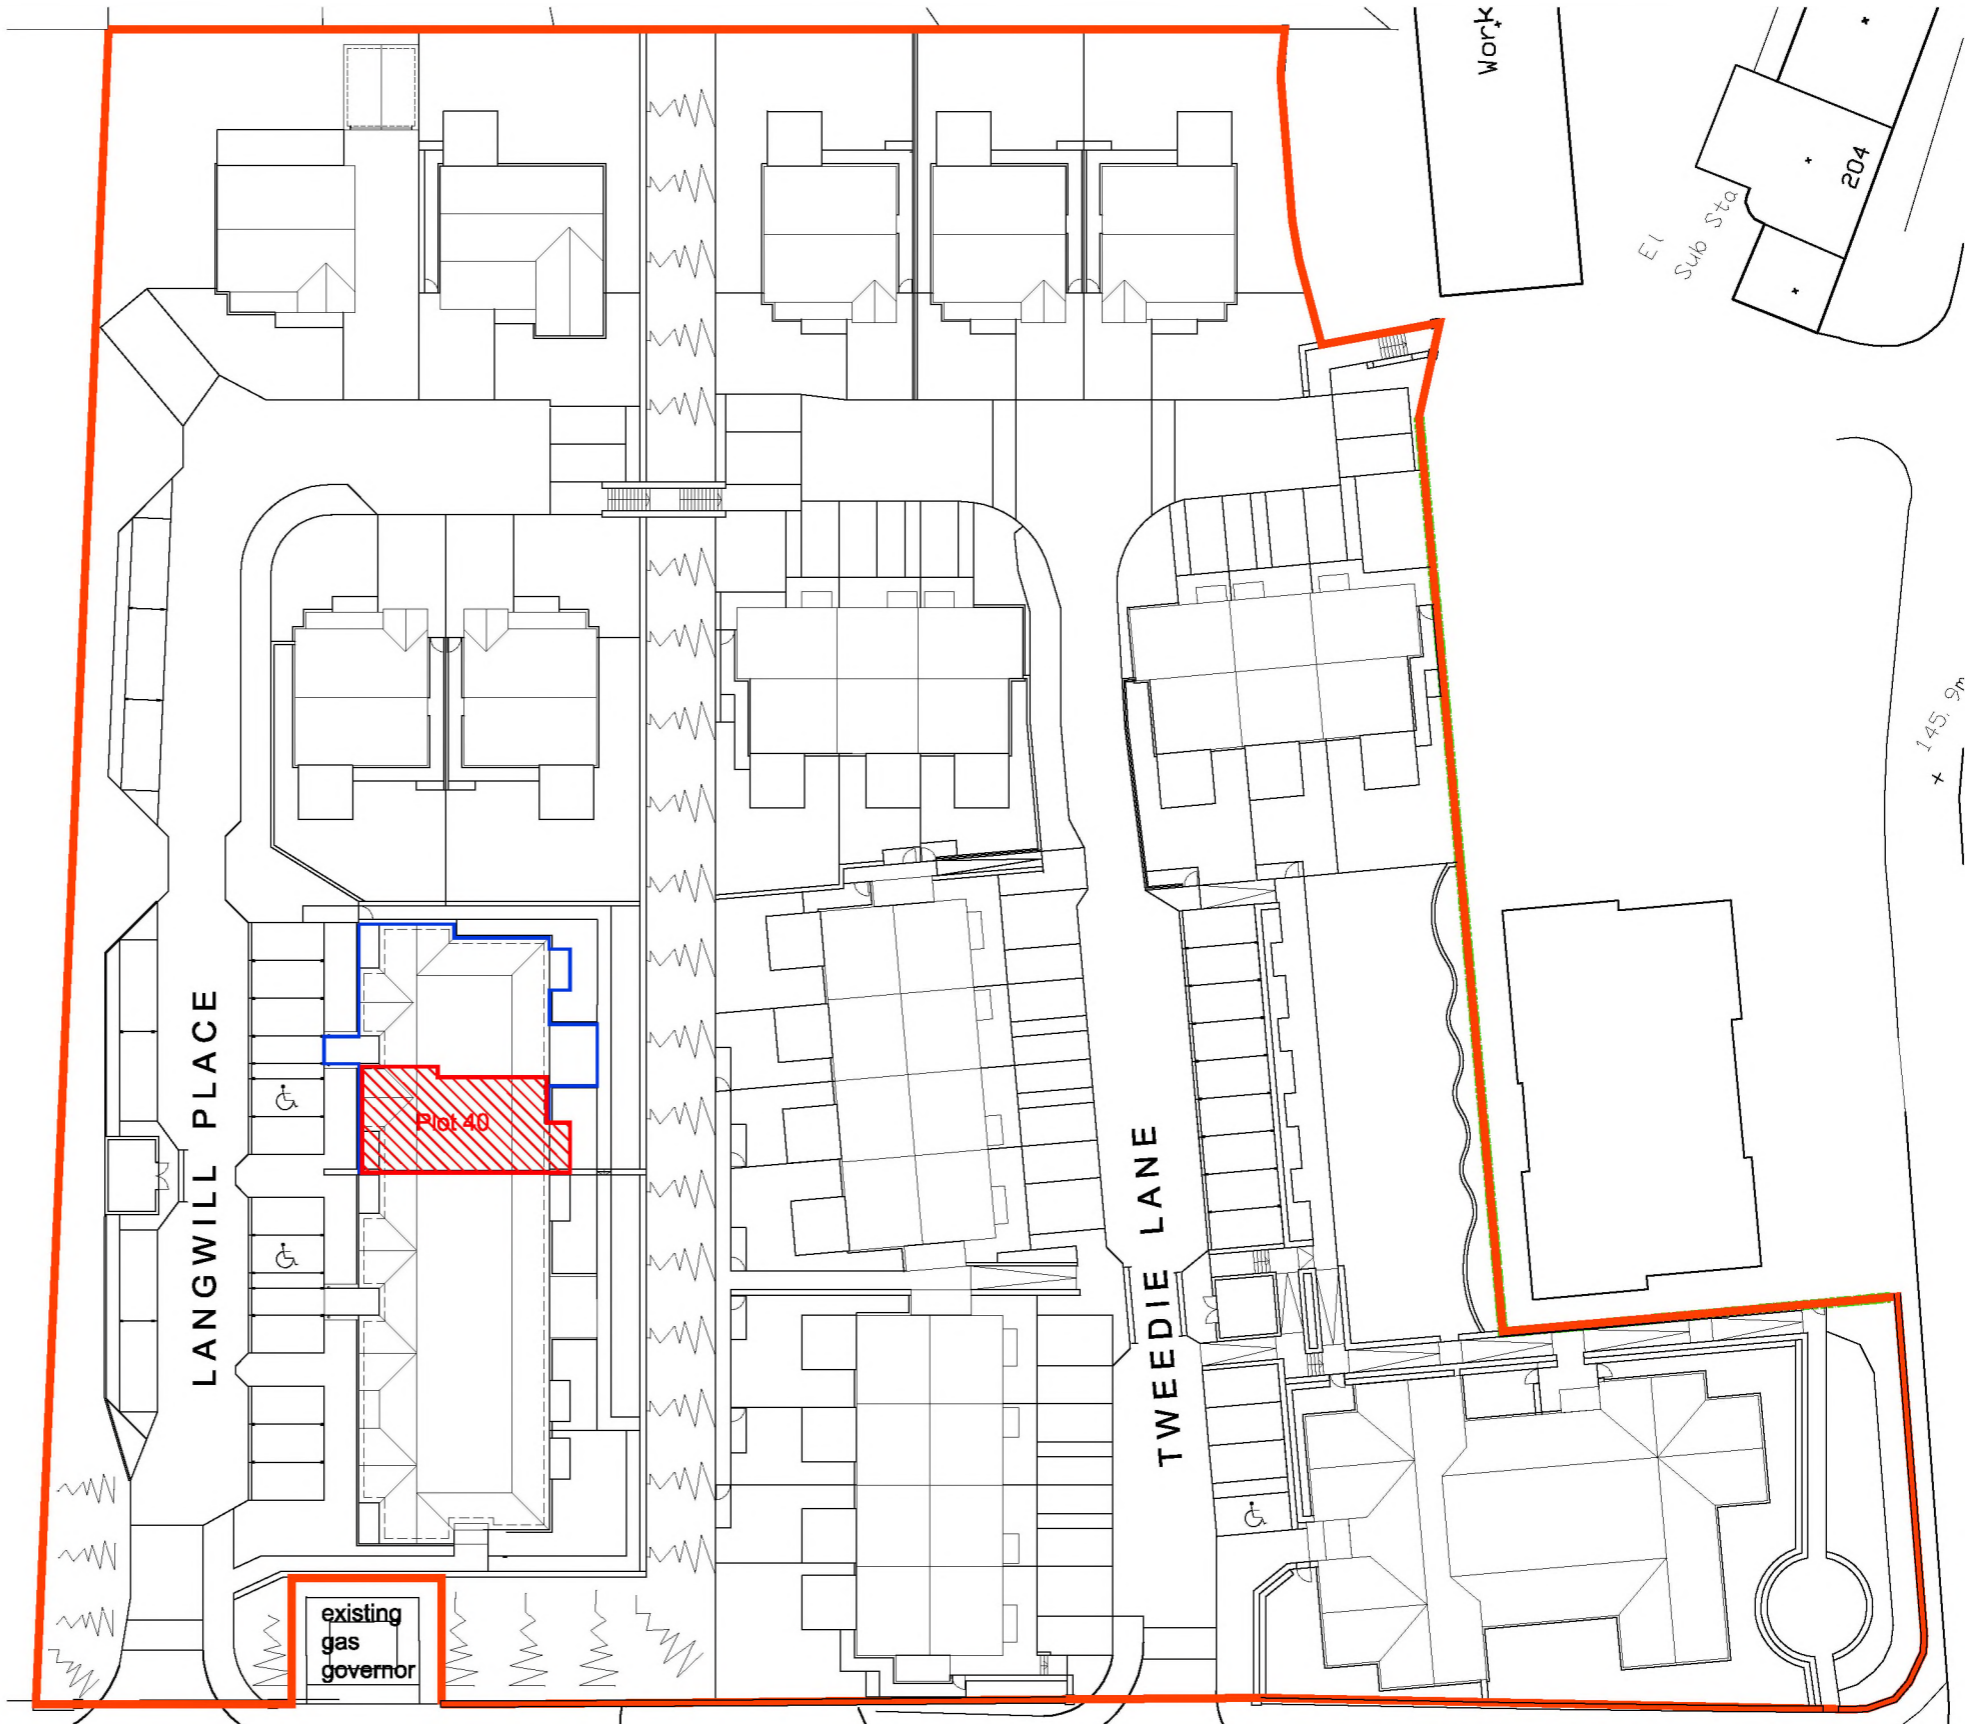 Work
204
El
Sub Sta
145.9m
LANGWILL PLACE
Plot 40
TWEEDIE LANE
existing
gas
governor